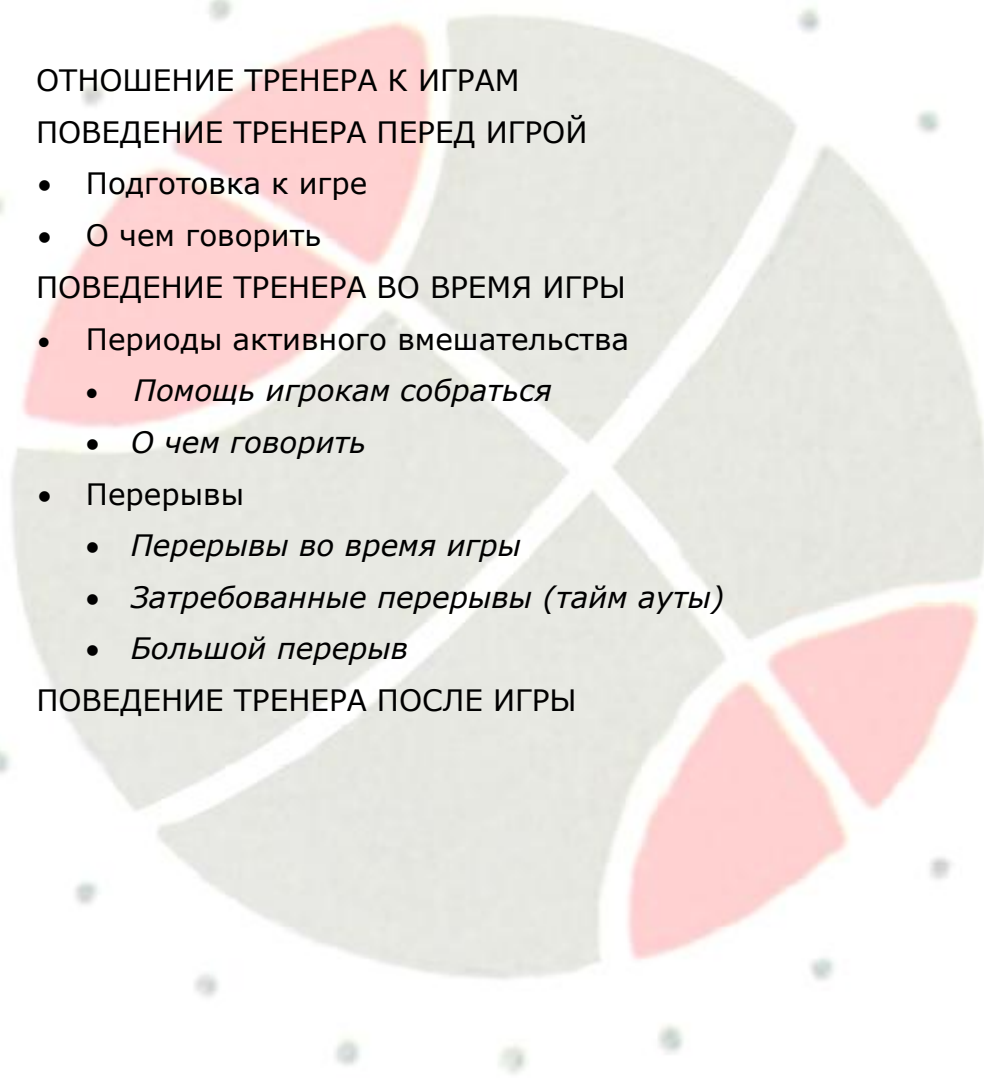 ОТНОШЕНИЕ ТРЕНЕРА К ИГРАМ
ПОВЕДЕНИЕ ТРЕНЕРА ПЕРЕД ИГРОЙ
• Подготовка к игре
• О чем говорить
ПОВЕДЕНИЕ ТРЕНЕРА ВО ВРЕМЯ ИГРЫ
• Периоды активного вмешательства
• Помощь игрокам собраться
• О чем говорить
• Перерывы
• Перерывы во время игры
• Затребованные перерывы (тайм ауты)
• Большой перерыв
ПОВЕДЕНИЕ ТРЕНЕРА ПОСЛЕ ИГРЫ